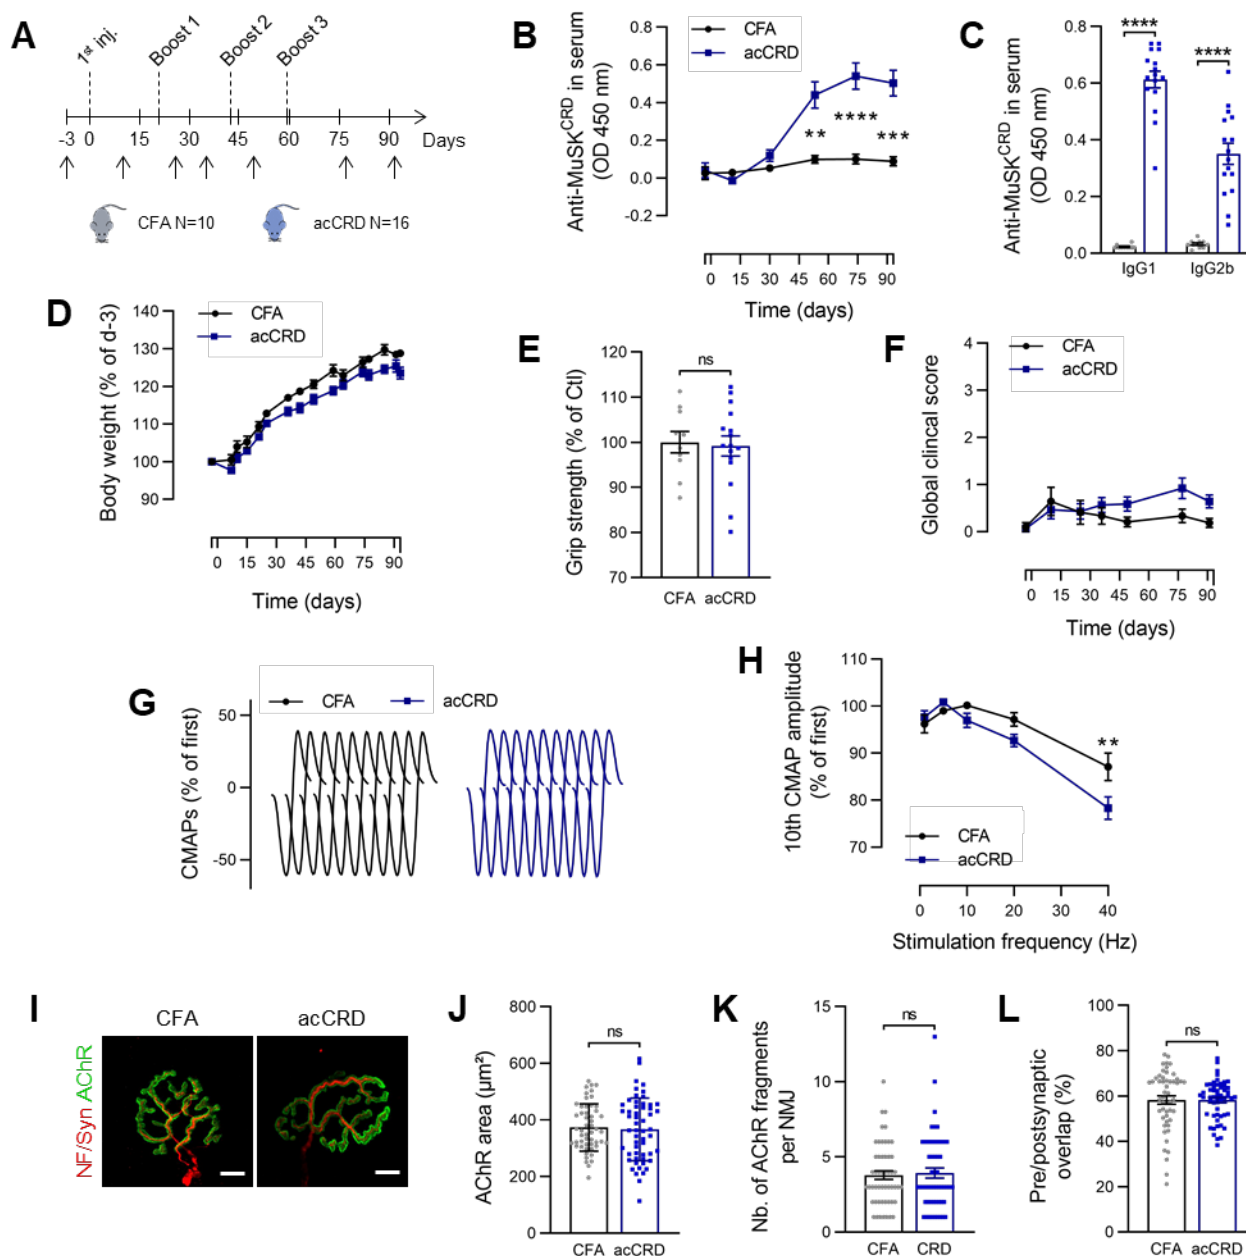 A
1st inj.
Boost 1
Boost 2
Boost 3
-3 0 15 30 45 60 75 90 Days
CFA N=10
acCRD N=16
B
CFA
acCRD
Anti-MuSKCRD in serum
(OD 450 nm)
0.8
0.6
0.4
0.2
0.0
-0.2
**
****
***
0 15 30 45 60 75 90
Time (days)
C
Anti-MuSKCRD in serum
(OD 450 nm)
0.8
0.6
0.4
0.2
0.0
****
****
IgG1 IgG2b
D
CFA
acCRD
Body weight (% of d-3)
140
130
120
110
100
90
0 15 30 45 60 75 90
Time (days)
E
Grip strength (% of Ctl)
120
110
100
90
80
70
ns
CFA acCRD
F
CFA
acCRD
Global clincal score
4
3
2
1
0
0 15 30 45 60 75 90
Time (days)
G
CFA acCRD
CMAPs (% of first)
50
0
-50
H
10th CMAP amplitude
(% of first)
110
100
90
80
70
**
CFA
acCRD
0 10 20 30 40
Stimulation frequency (Hz)
I
CFA acCRD
NF/Syn AChR
J
AChR area (µm²)
800
600
400
200
0
ns
CFA acCRD
K
Nb. of AChR fragments
per NMJ
15
10
5
0
ns
CFA CRD
L
Pre/postsynaptic
overlap (%)
100
80
60
40
20
0
ns
CFA acCRD